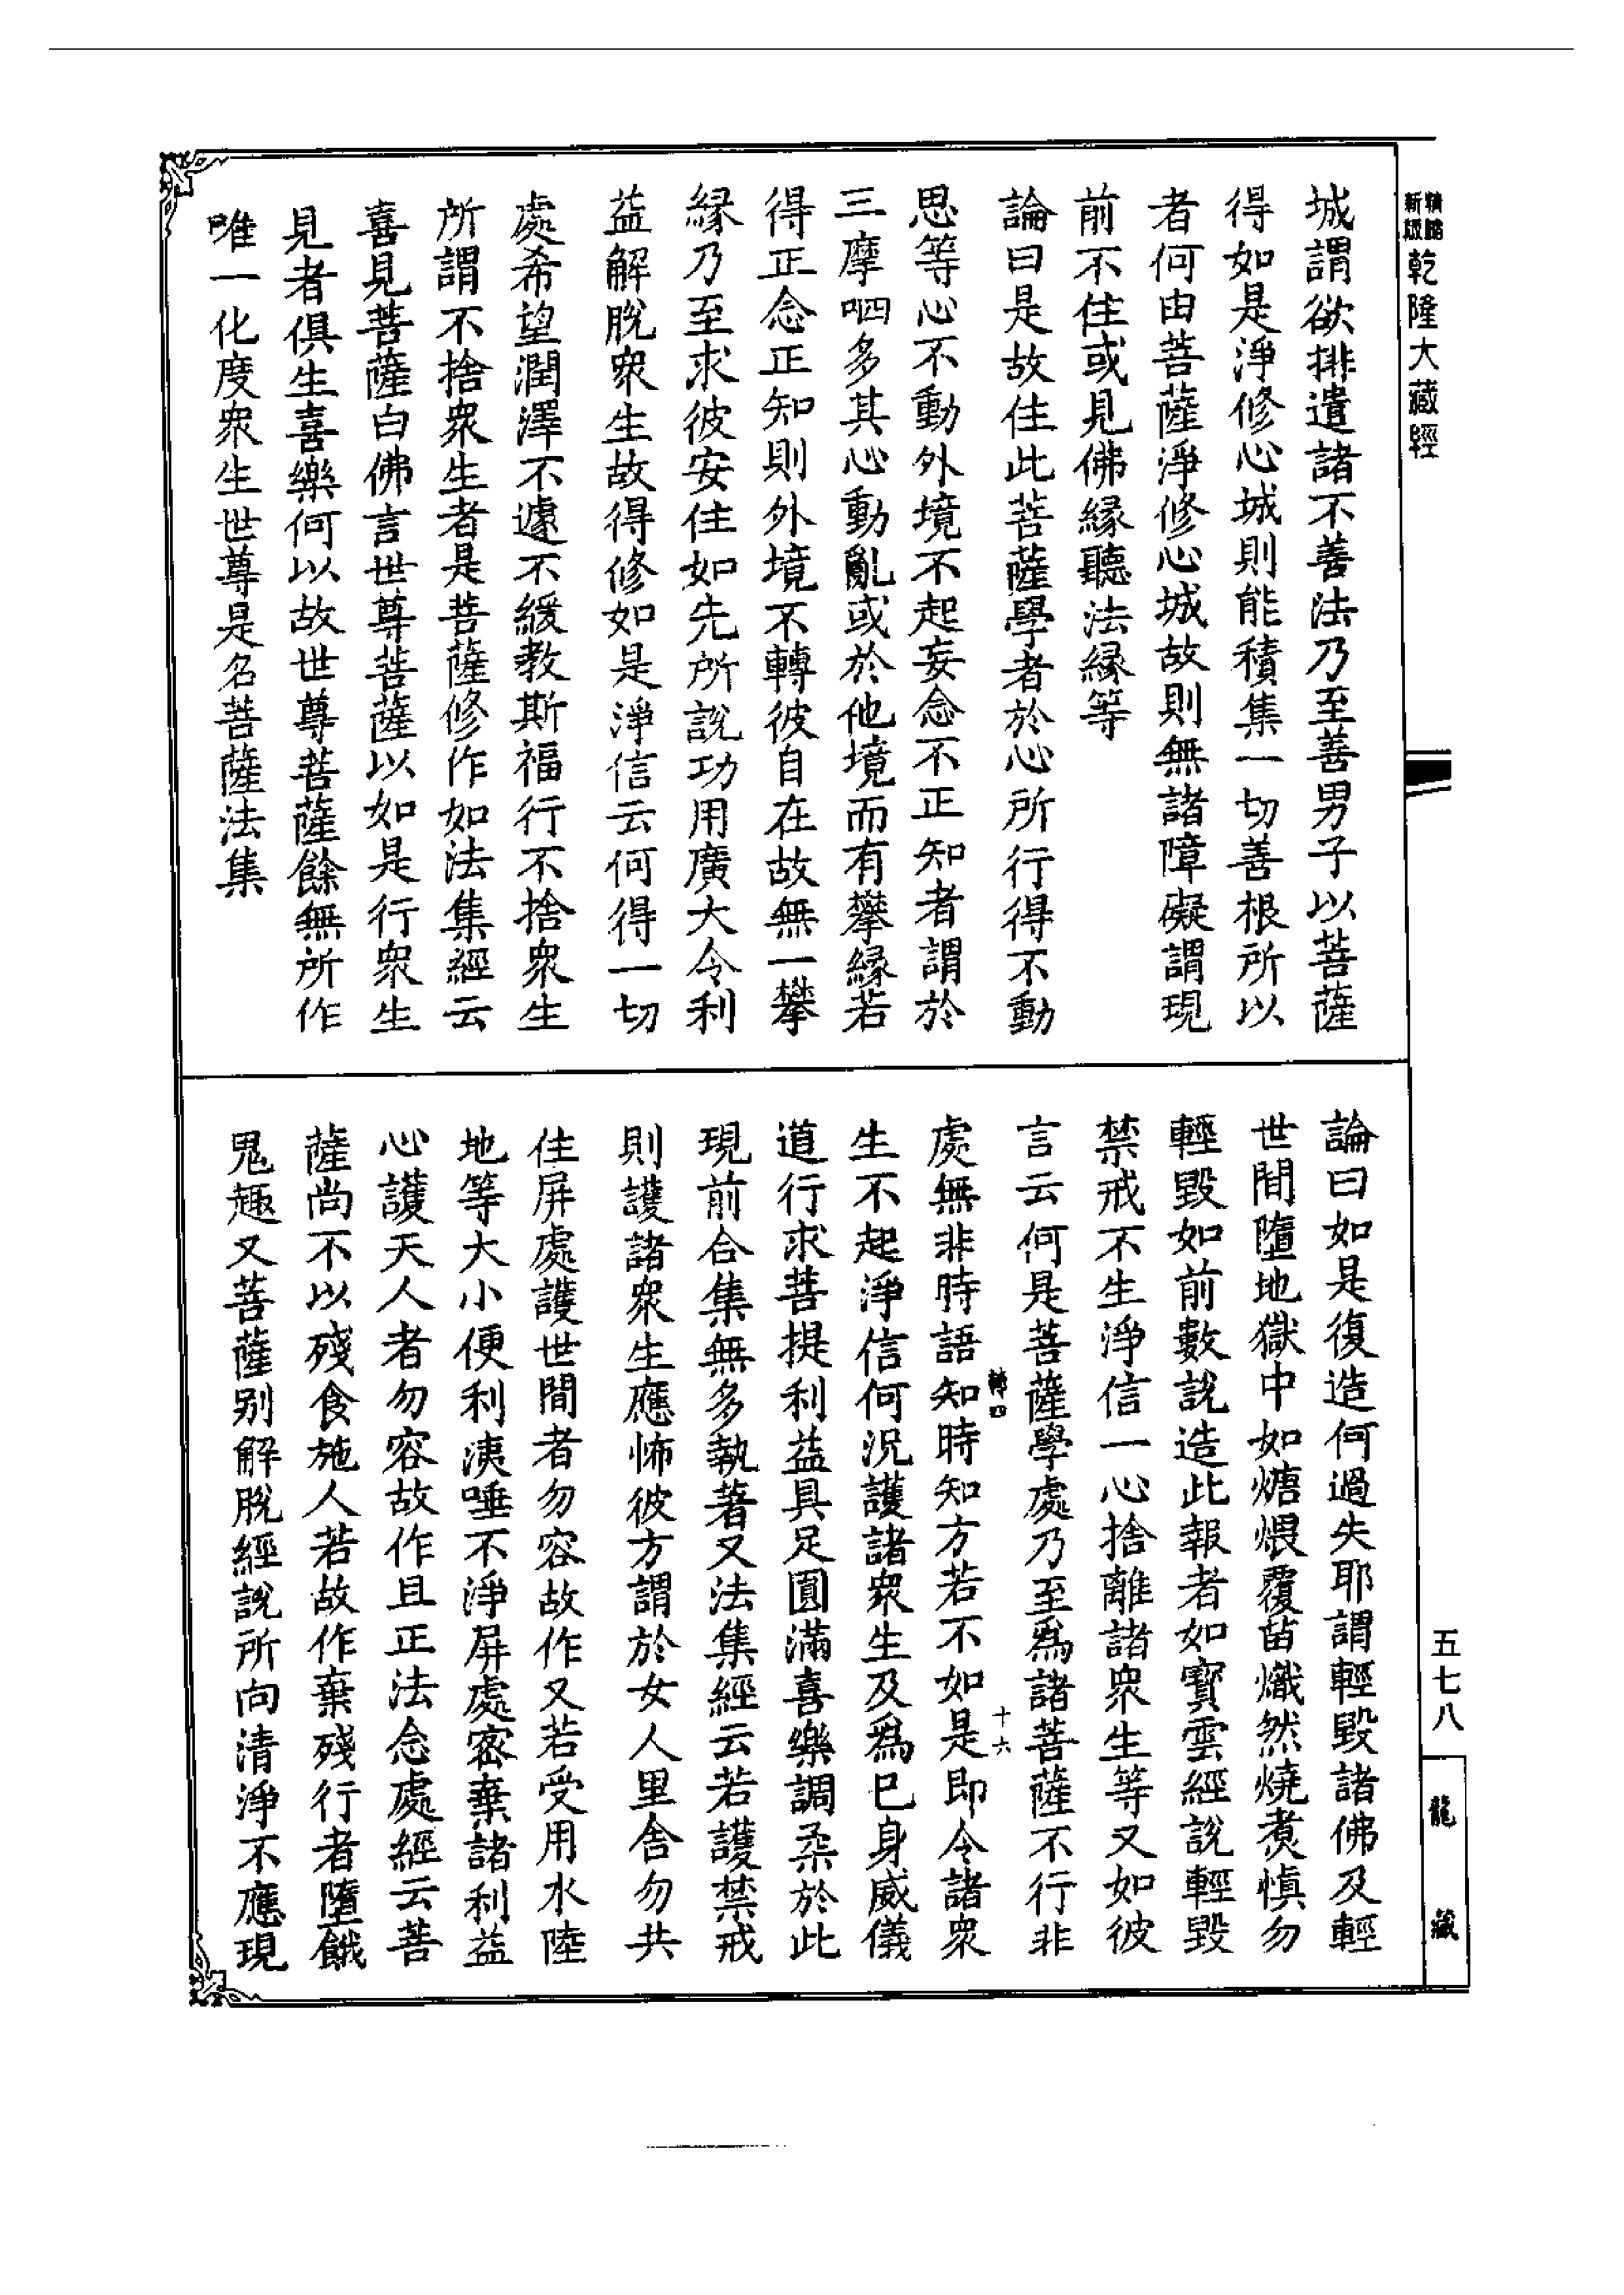 新版
精縮
乾隆大藏經
城謂欲排遣諸不善法乃至善男子以菩薩
得如是淨修心城則能積集一切善根所以
者何由菩薩淨修心城故則無諸障礙謂現
前不住或見佛緣聽法緣等
論曰是故住此菩薩學者於心所行得不動
思等心不動外境不起妄念不正知者謂於
三摩呬多其心動亂或於他境而有攀緣若
得正念正知則外境不轉彼自在故無一攀
緣乃至求彼安住如先所說功用廣大令利
益解脫衆生故得修如是淨信云何得一切
處希望潤澤不遽不緩教斯福行不捨衆生
所謂不捨衆生者是菩薩修作如法集經云
喜見菩薩白佛言世尊菩薩以如是行衆生
見者俱生喜樂何以故世尊菩薩餘無所作
唯一化度衆生世尊是名菩薩法集
論曰如是復造何過失耶謂輕毀諸佛及輕
世間墮地獄中如煻煨覆苗熾然燒煑慎勿
輕毀如前數說造此報者如寳雲經說輕毀
禁戒不生淨信一心捨離諸衆生等又如彼
言云何是菩薩學處乃至爲諸菩薩不行非
轉四
十六
處無非時語知時知方若不如是即令諸衆
生不起淨信何況護諸衆生及爲已身威儀
道行求菩提利益具足圓滿喜樂調柔於此
現前合集無多執著又法集經云若護禁戒
則護諸衆生應怖彼方謂於女人里舍勿共
住屏處護世間者勿容故作又若受用水陸
地等大小便利洟唾不淨屏處密棄諸利益
心護天人者勿容故作且正法念處經云菩
薩尚不以殘食施人若故作棄殘行者墮餓
鬼趣又菩薩别解脫經說所向清淨不應現
五七八
龍藏